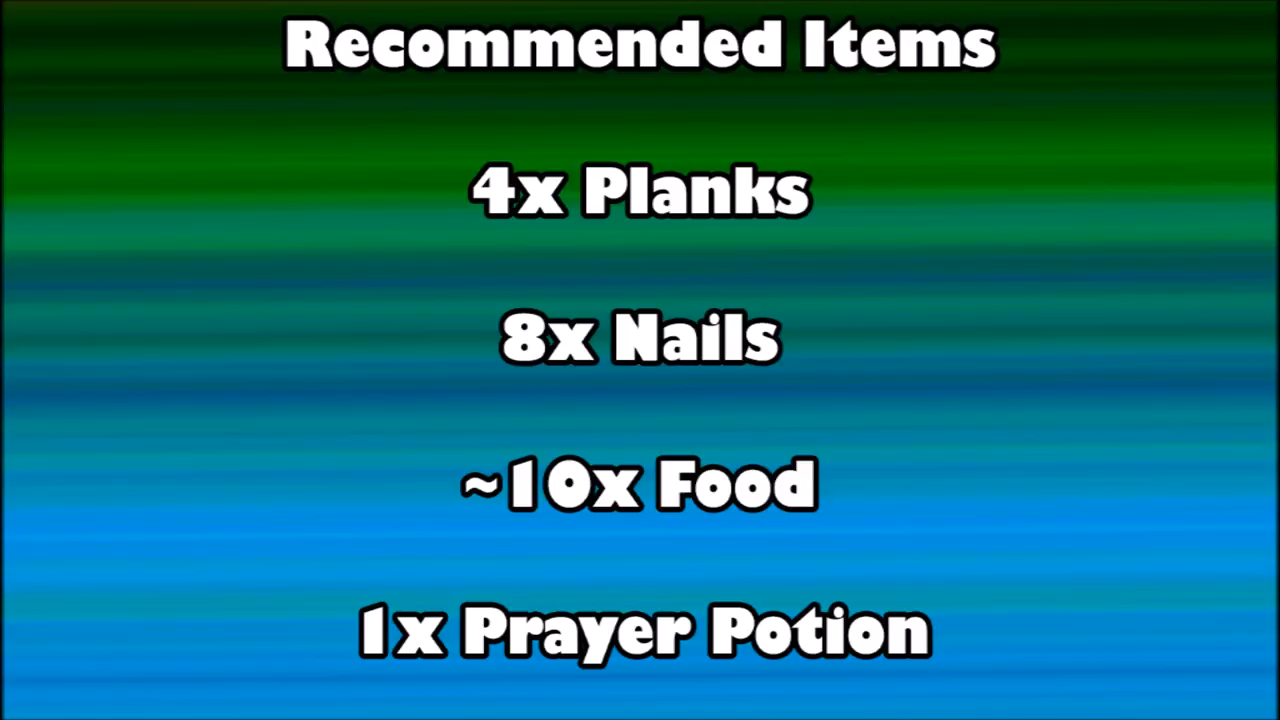 Recommended Items
4x Planks
8x Nails
~10x Food
1x Prayer Potion